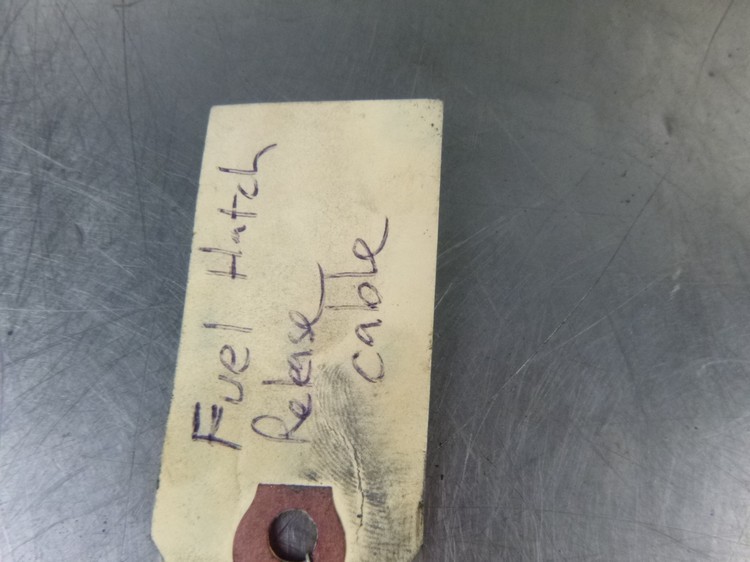 Fuel Hatch
Release
cable